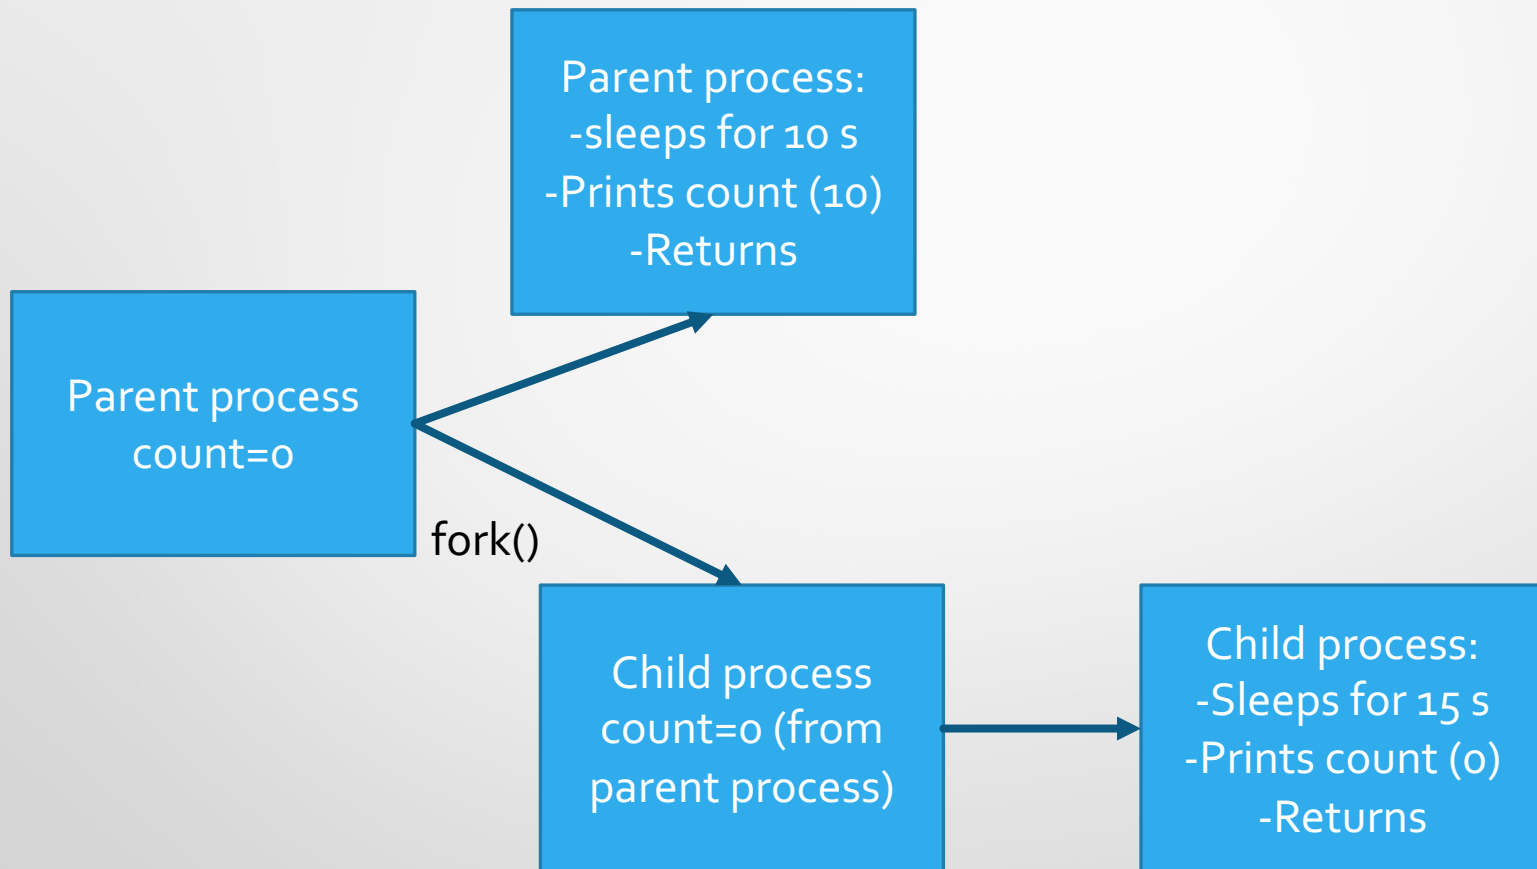 Parent process:
-sleeps for 10 s
-Prints count (10)
-Returns
Parent process
count=0
fork()
Child process
count=0 (from
parent process)
Child process:
-Sleeps for 15 s
-Prints count (0)
-Returns